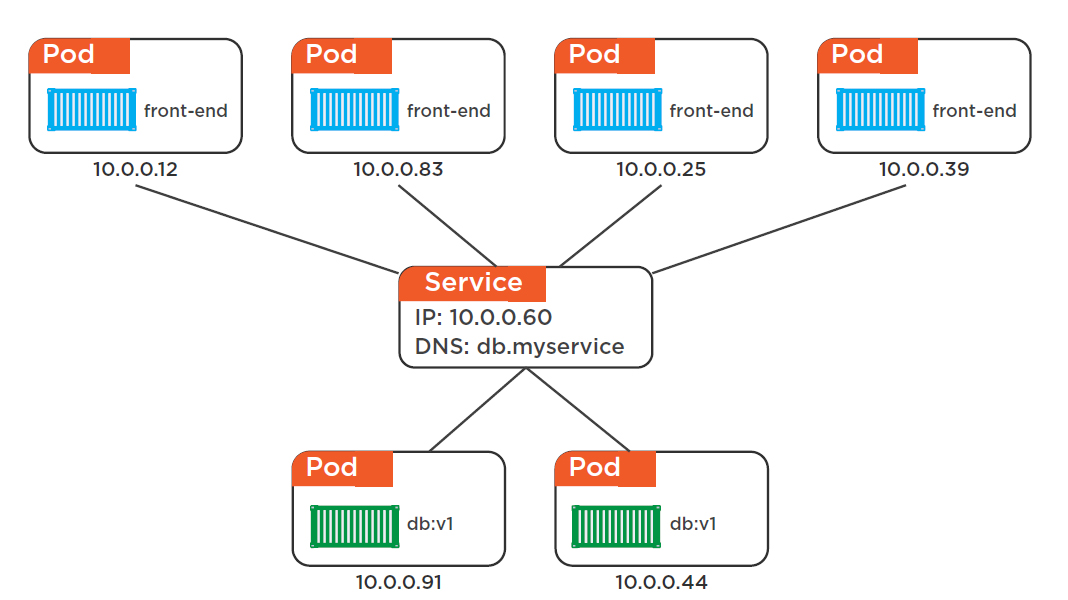 Pod
front-end
10.0.0.12
Pod
front-end
10.0.0.83
Pod
front-end
10.0.0.25
Pod
front-end
10.0.0.39
Service
IP: 10.0.0.60
DNS: db.myservice
Pod
db:v1
10.0.0.91
Pod
db:v1
10.0.0.44